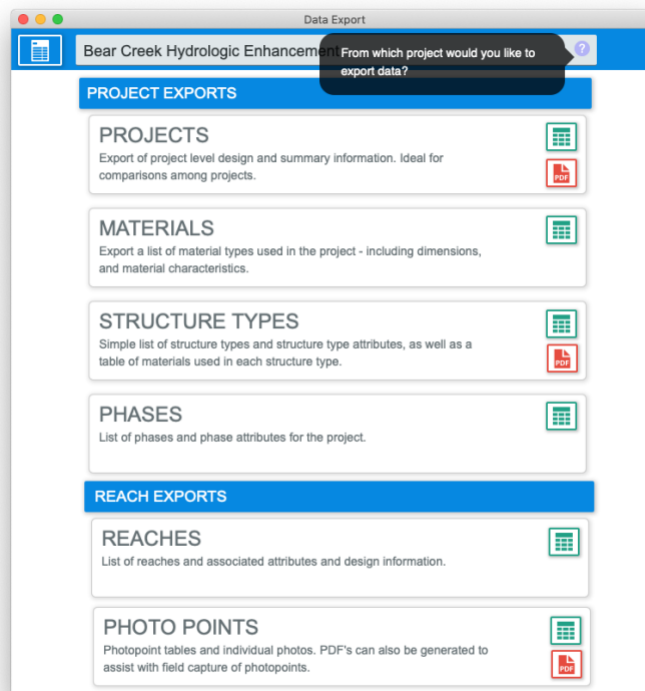 Data Export
Bear Creek Hydrologic Enhancement
From which project would you like to
export data?
?
PROJECT EXPORTS
PROJECTS
Export of project level design and summary information. Ideal for
comparisons among projects.
PDF
MATERIALS
Export a list of material types used in the project - including dimensions,
and material characteristics.
STRUCTURE TYPES
Simple list of structure types and structure type attributes, as well as a
table of materials used in each structure type.
PDF
PHASES
List of phases and phase attributes for the project.
REACH EXPORTS
REACHES
List of reaches and associated attributes and design information.
PHOTO POINTS
Photopoint tables and individual photos. PDF's can also be generated to
assist with field capture of photopoints.
PDF